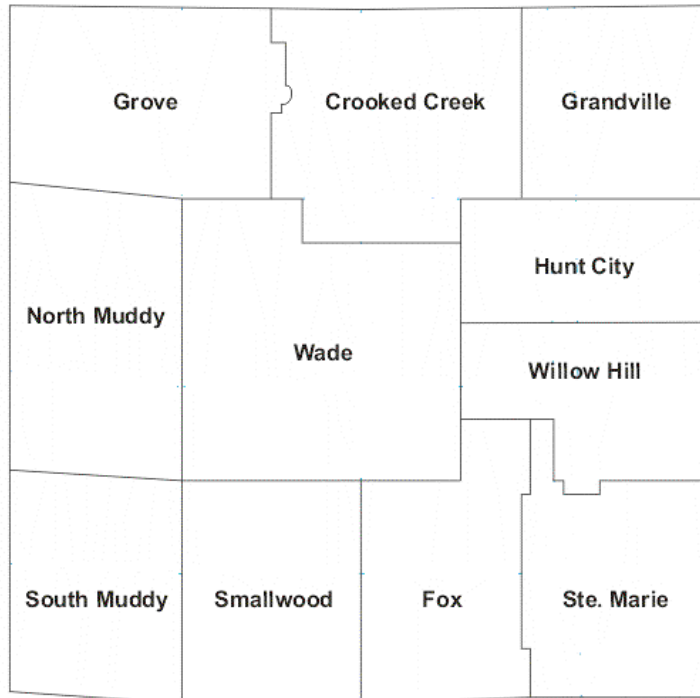 Grove
Crooked Creek
Grandville
Hunt City
North Muddy
Wade
Willow Hill
South Muddy
Smallwood
Fox
Ste. Marie